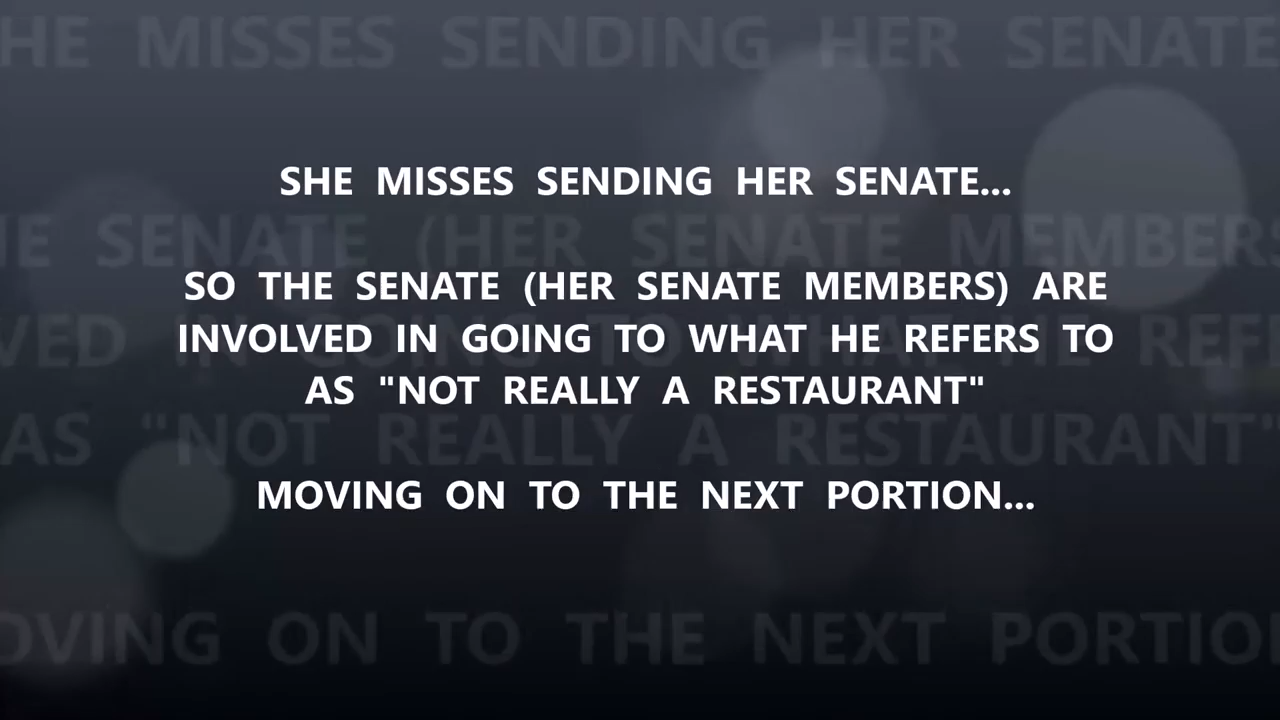 SHE MISSES SENDING HER SENATE...
SO THE SENATE (HER SENATE MEMBERS) ARE
INVOLVED IN GOING TO WHAT HE REFERS TO
AS "NOT REALLY A RESTAURANT"
MOVING ON TO THE NEXT PORTION...